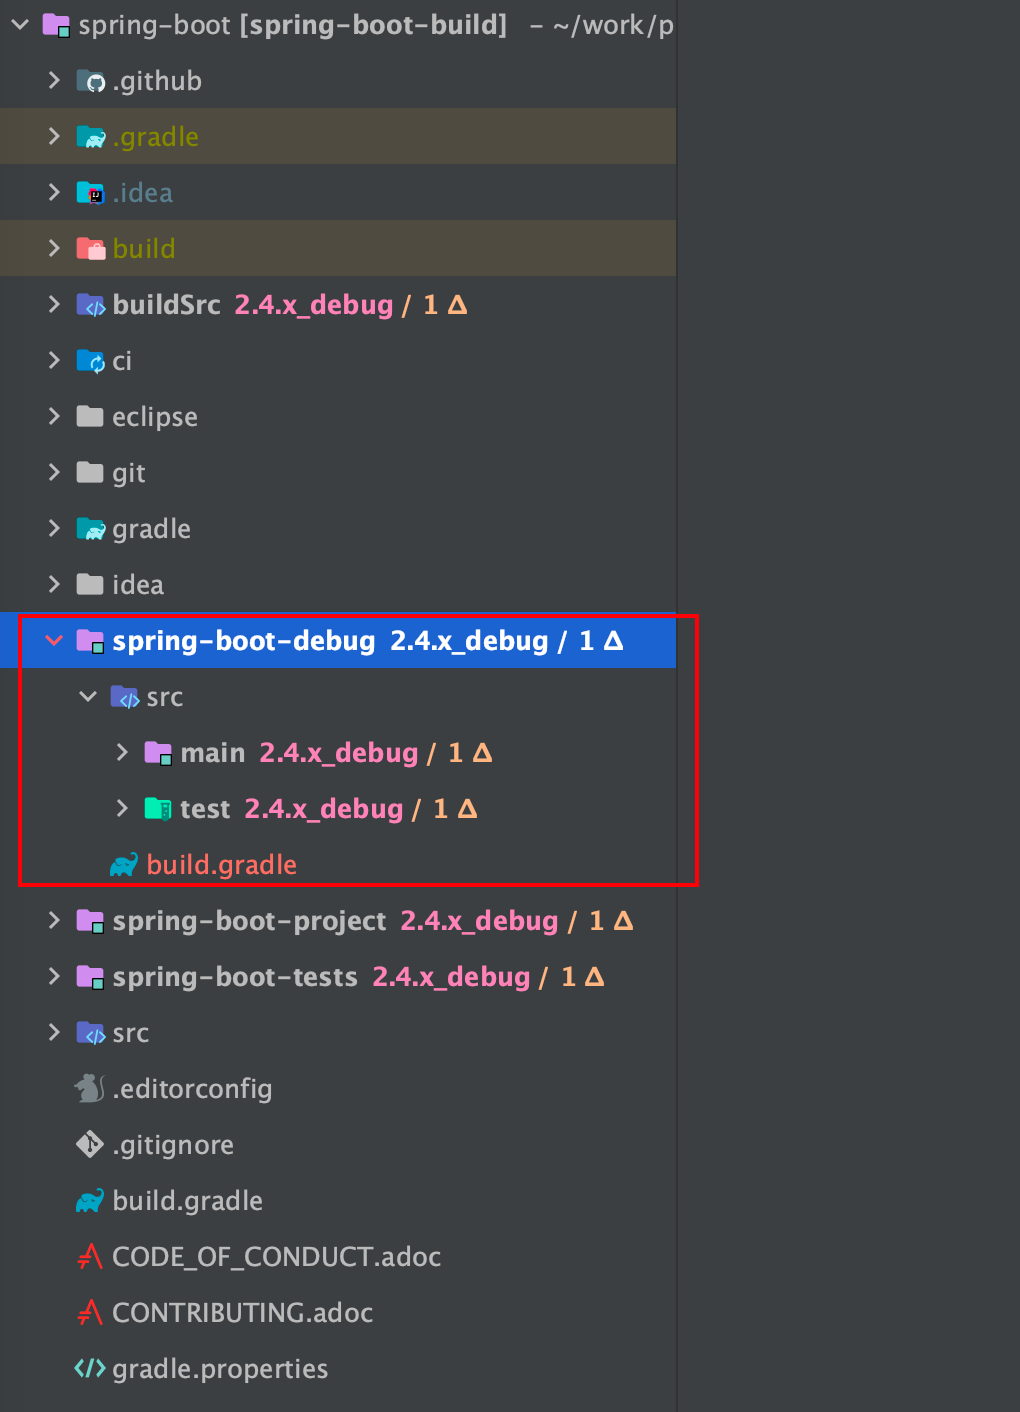 spring-boot [spring-boot-build] – ~/work/p
.github
.gradle
.idea
build
buildSrc 2.4.x_debug / 1 Δ
ci
eclipse
git
gradle
idea
spring-boot-debug 2.4.x_debug / 1 Δ
src
main 2.4.x_debug / 1 Δ
test 2.4.x_debug / 1 Δ
build.gradle
spring-boot-project 2.4.x_debug / 1 Δ
spring-boot-tests 2.4.x_debug / 1 Δ
src
.editorconfig
.gitignore
build.gradle
CODE_OF_CONDUCT.adoc
CONTRIBUTING.adoc
gradle.properties